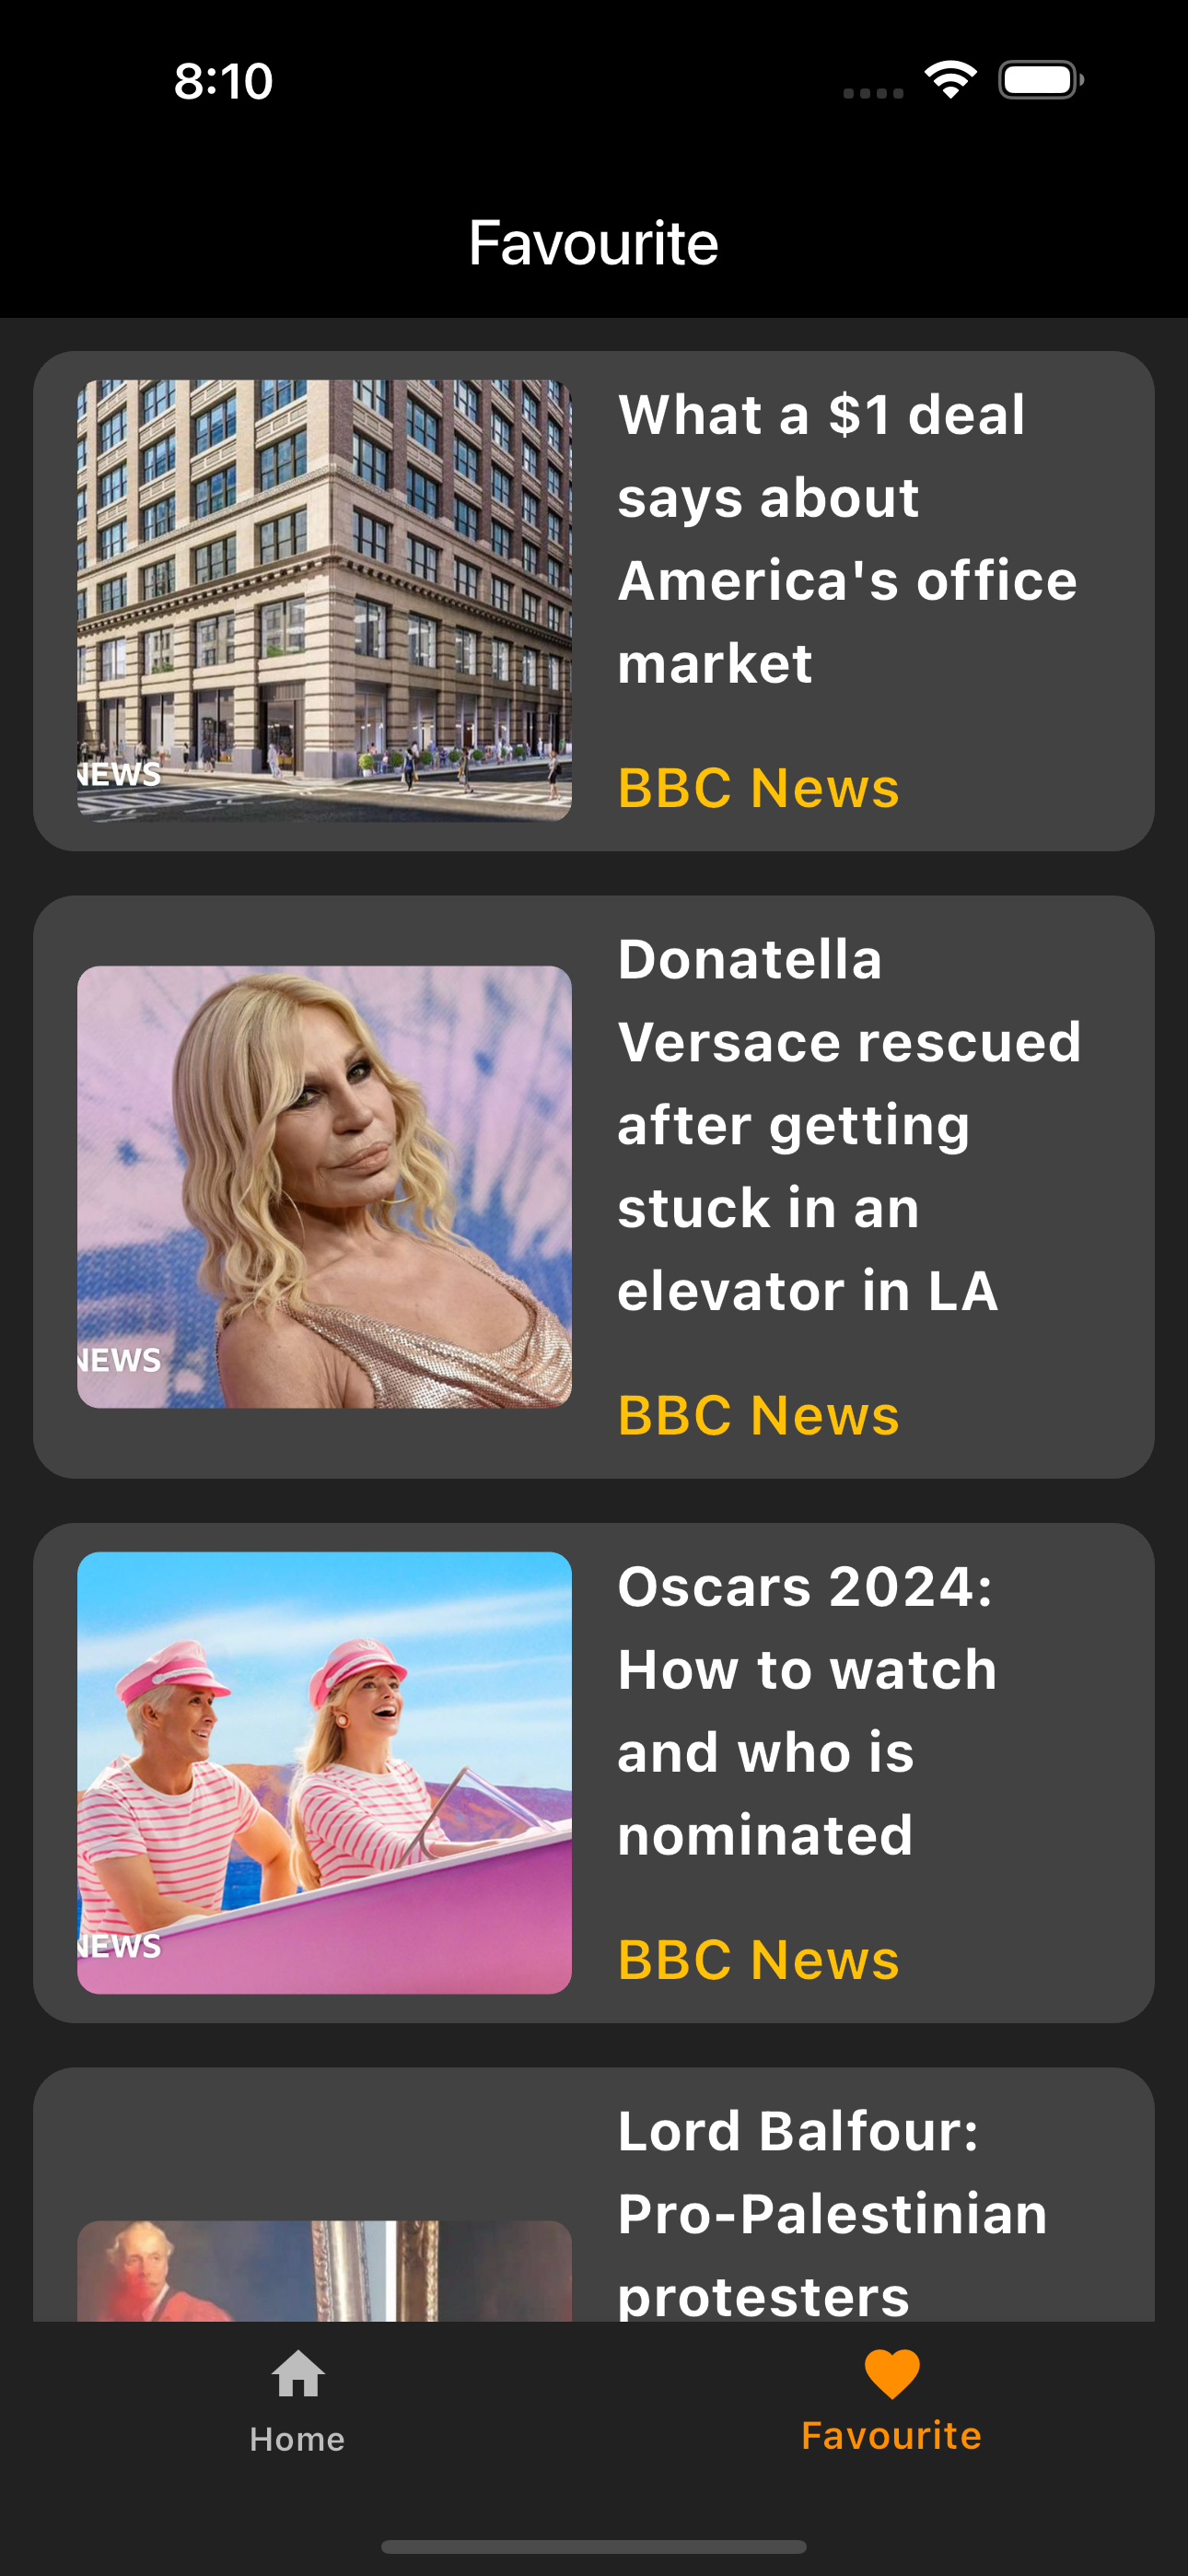 8:10
Favourite
What a $1 deal
says about
America's office
market
BBC News
NEWS
Donatella
Versace rescued
after getting
stuck in an
elevator in LA
BBC News
NEWS
Oscars 2024:
How to watch
and who is
nominated
BBC News
NEWS
Lord Balfour:
Pro-Palestinian
protesters
Home
Favourite